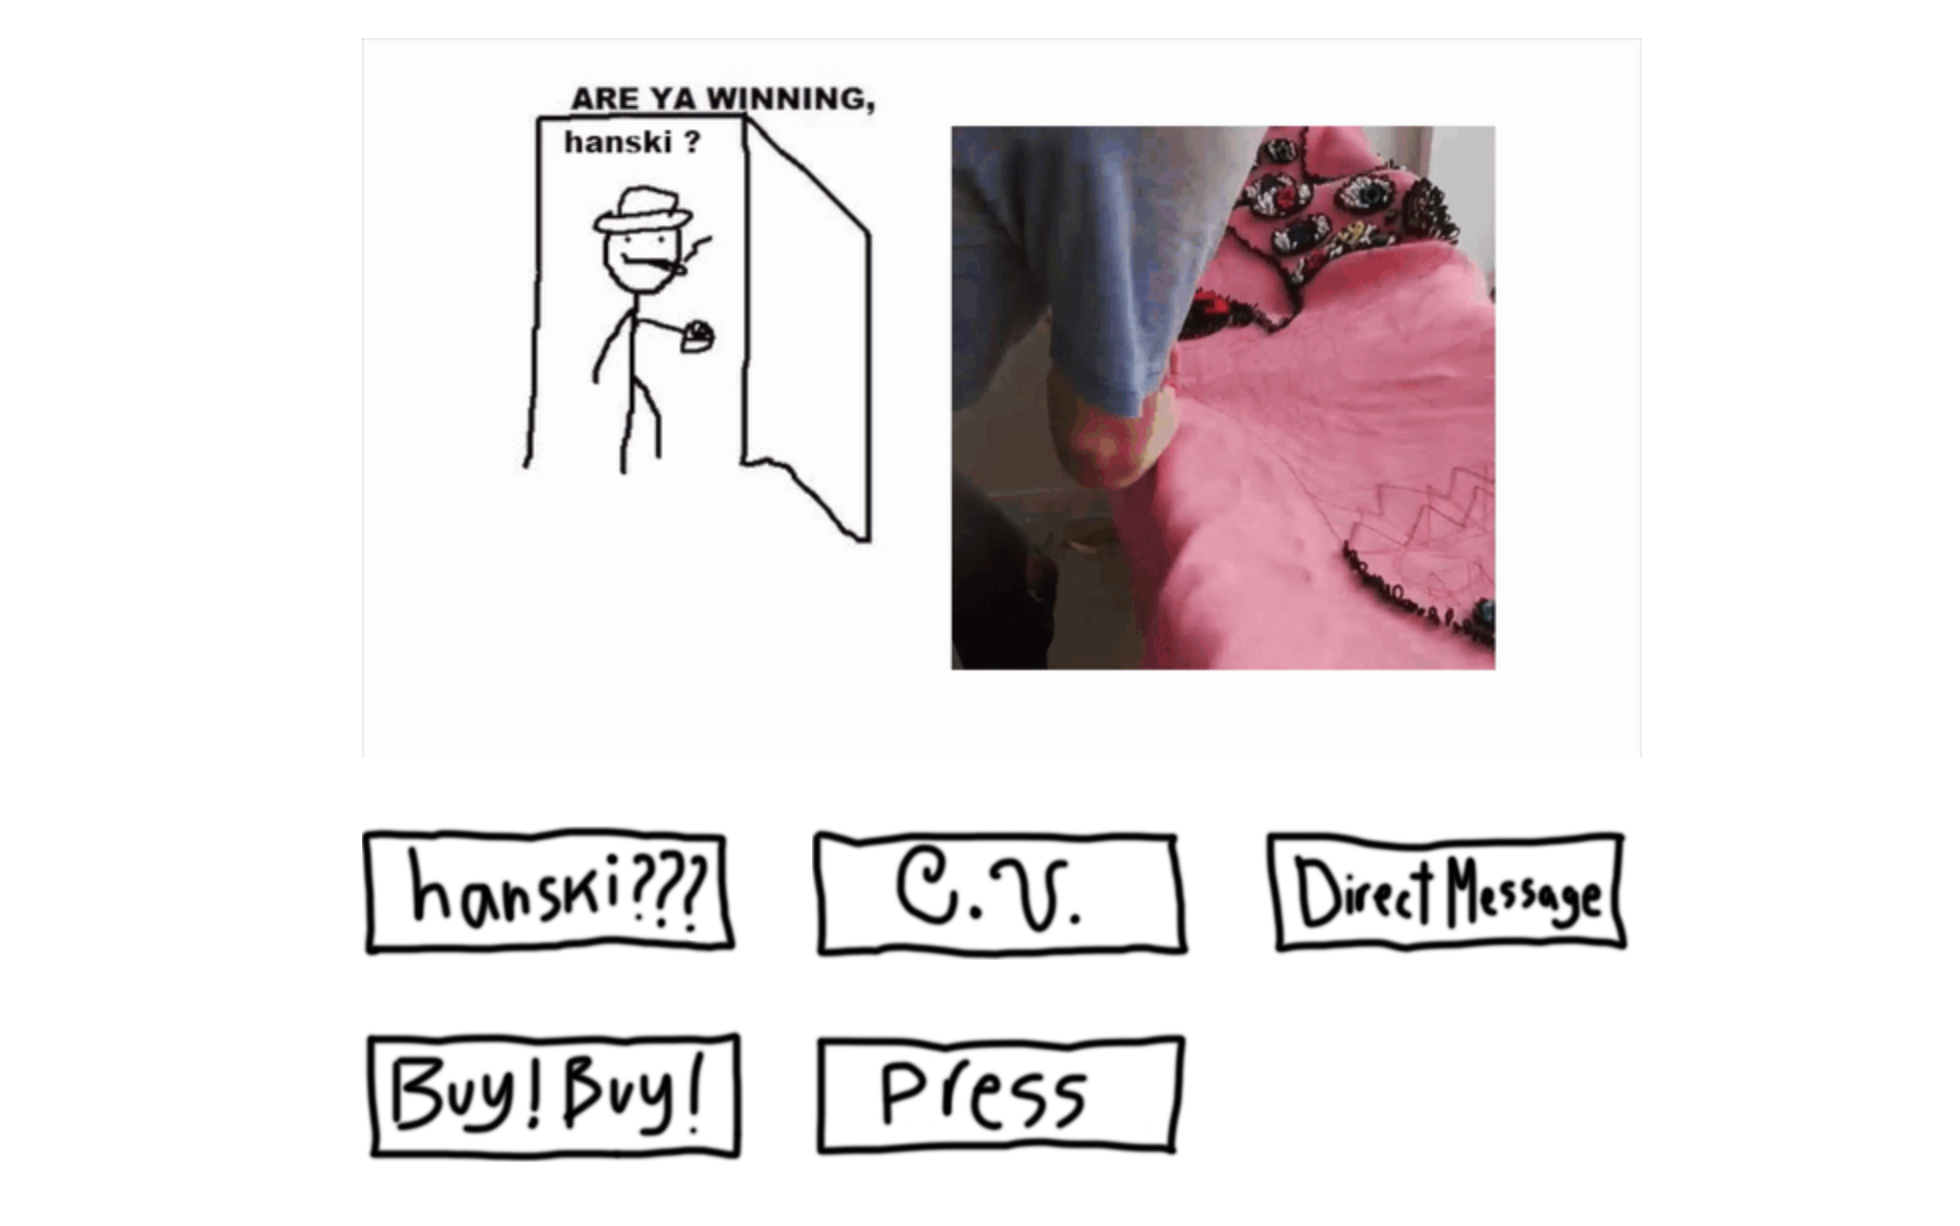 ARE YA WINNING,
hanski ?
hanski???
C.V.
Direct Message
Buy! Buy!
Press